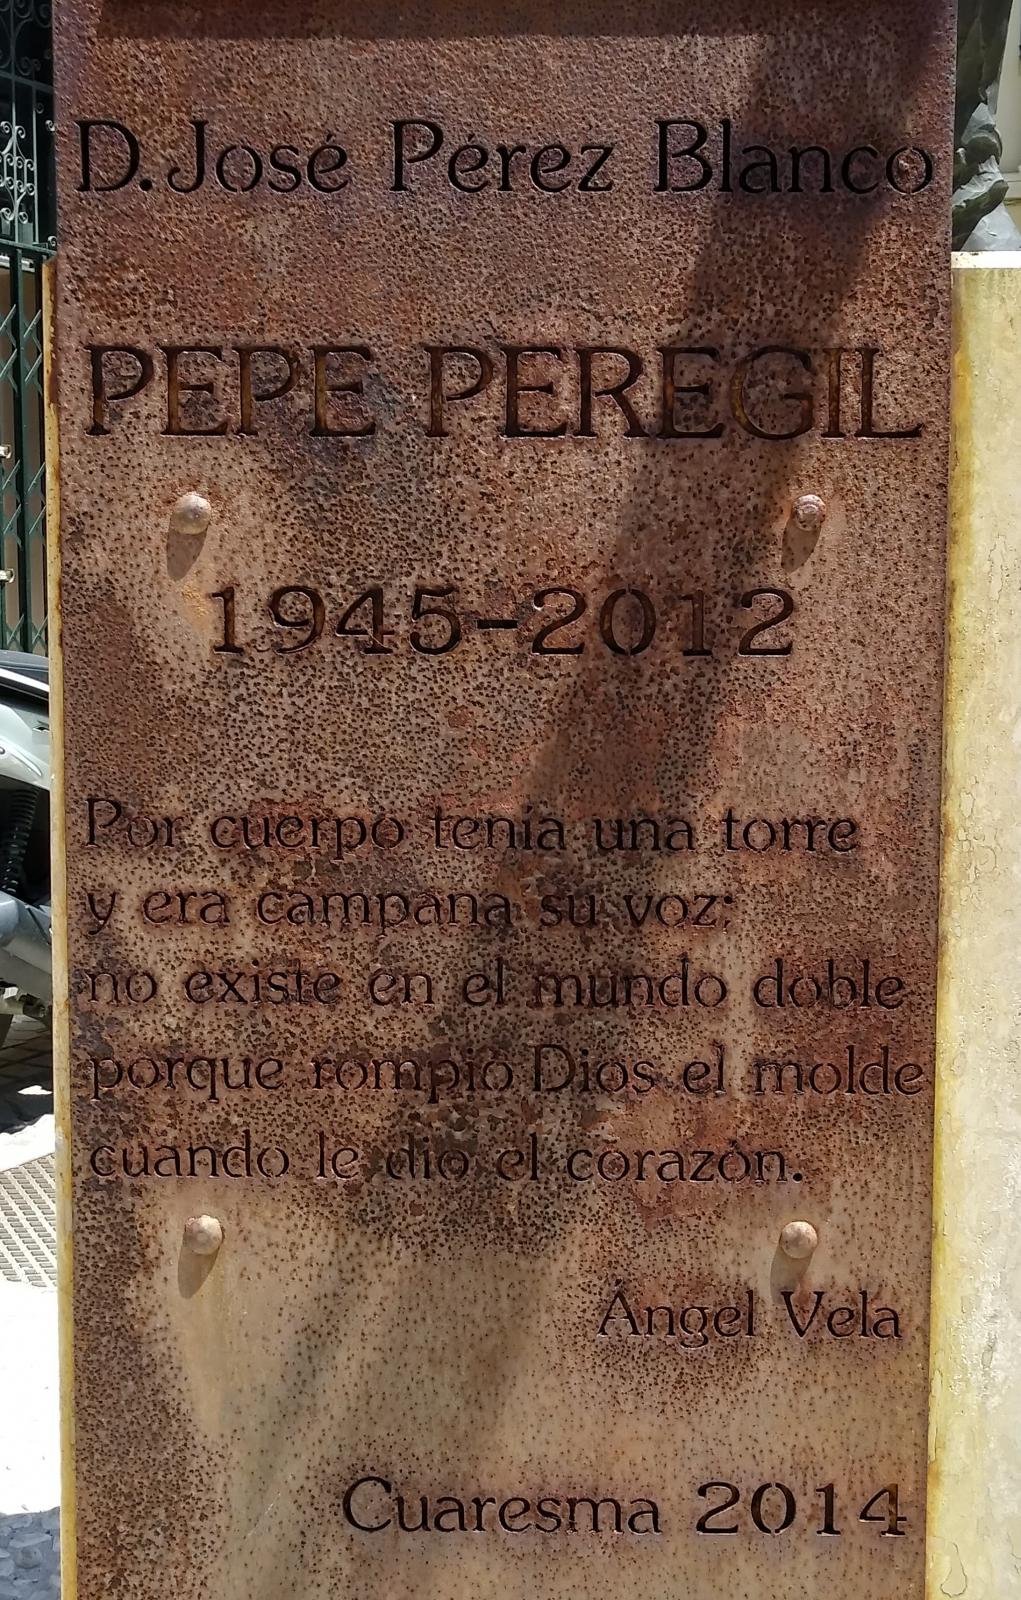 D. José Pérez Blanco
PEPE PEREGIL
1945-2012
Por cuerpo tenía una torre
y era campana su voz;
no existe en el mundo doble
porque rompió Dios el molde
cuando le dio el corazón.
Ángel Vela
Cuaresma 2014